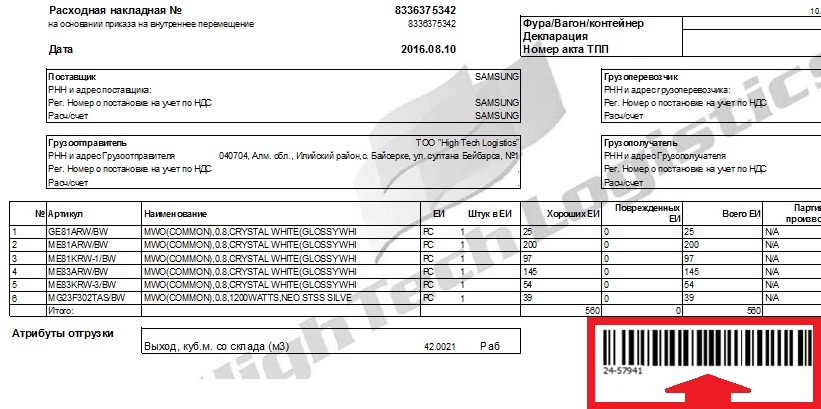 Расходная накладная № 8336375342 10.
на основании приказа на внутреннее перемещение 8336375342
Фура/Вагон/контейнер
Декларация
Дата 2016.08.10 Номер акта ТПП
Поставщик SAMSUNG Грузоперевозчик
РНН и адрес поставщика: РНН и адрес грузоперевозчика:
Рег. Номер о постановке на учет по НДС SAMSUNG Рег. Номер о постановке на учет по НДС
Расч/счет SAMSUNG Расч/счет
Грузоотправитель ТОО "High Tech Logistics" Грузополучатель
РНН и адрес Грузоотправителя 040704, Алм. обл., Илийский район,с. Байсерке, ул, султана Бейбарса, №1 РНН и адрес Грузополучателя
Рег. Номер о постановке на учет по НДС . Рег. Номер о постановке на учет по НДС
Расч/счет Расч/счет
№ Артикул Наименование ЕИ Штук в ЕИ Хороших ЕИ Поврежденных ЕИ Всего ЕИ Парти произво
1 GE81ARW/BW MWO(COMMON),0.8,CRYSTAL WHITE(GLOSSYWHI PC 1 25 0 25 N/A
2 ME81ARW/BW MWO(COMMON),0.8,CRYSTAL WHITE(GLOSSYWHI PC 1 200 0 200 N/A
3 ME81KRW-1/BW MWO(COMMON),0.8,CRYSTAL WHITE(GLOSSYWHI PC 1 97 0 97 N/A
4 ME83ARW/BW MWO(COMMON),0.8,CRYSTAL WHITE(GLOSSYWHI PC 1 145 0 145 N/A
5 ME83KRW-3/BW MWO(COMMON),0.8,CRYSTAL WHITE(GLOSSYWHI PC 1 54 0 54 N/A
6 MG23F302TAS/BW MWO(COMMON),0.8,1200WATTS,NEO STSS SILVE PC 1 39 0 39 N/A
Итого: 560 0 560
Атрибуты отгрузки
Выход, куб.м. со склада (м3) 42.0021 Раб
24-57941
High Tech Logistics